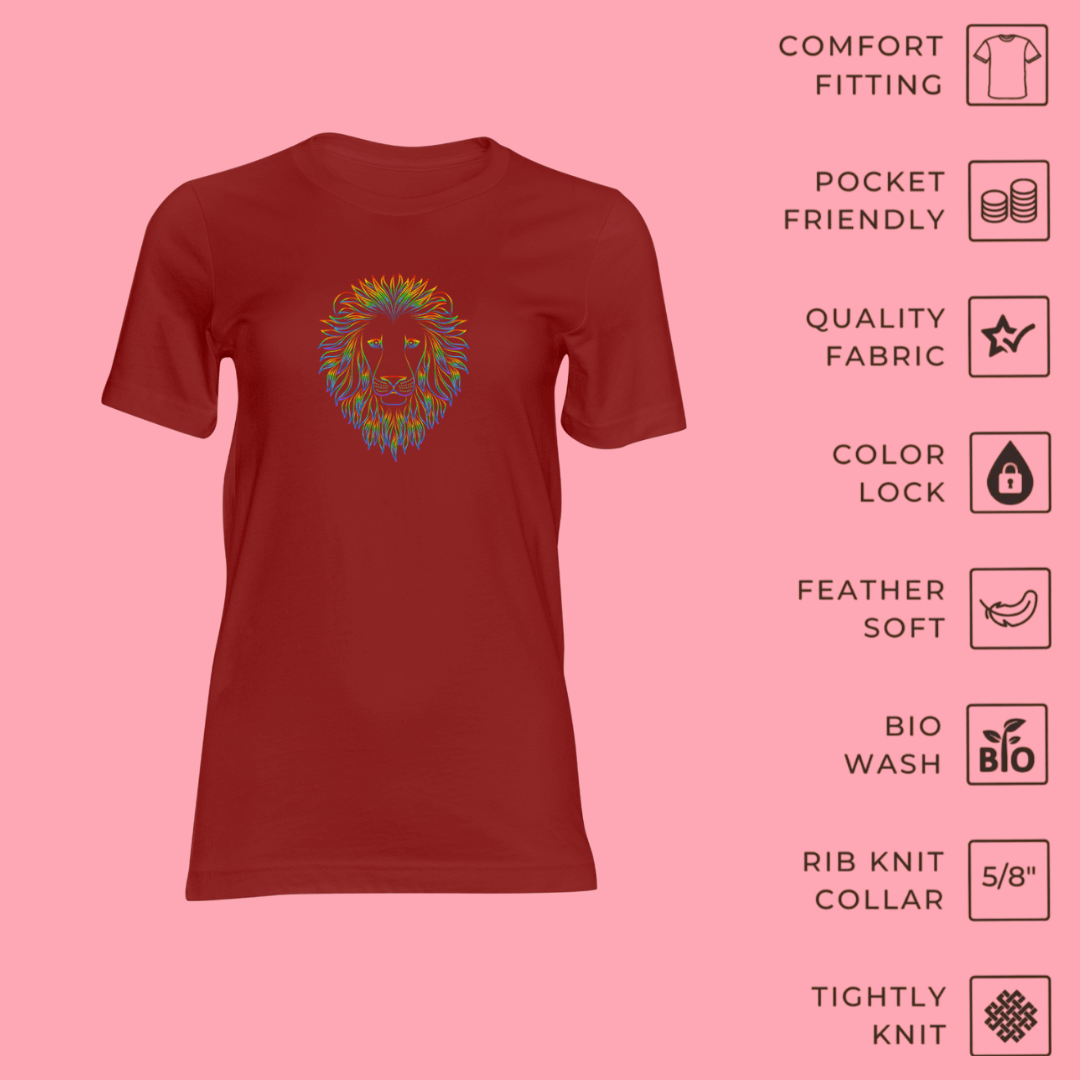 COMFORT
FITTING
POCKET
FRIENDLY
QUALITY
FABRIC
COLOR
LOCK
FEATHER
SOFT
BIO
WASH
BIO
RIB KNIT
COLLAR
5/8"
TIGHTLY
KNIT